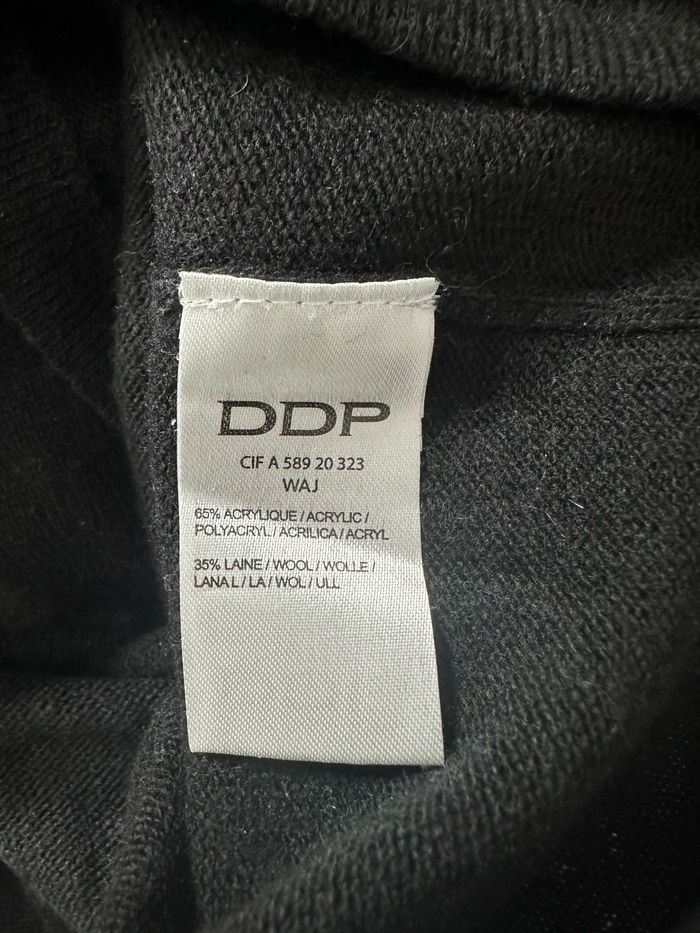 DDP
CIF A 589 20 323
WAJ
65% ACRYLIQUE / ACRYLIC /
POLYACRYL / ACRILICA / ACRYL
35% LAINE / WOOL / WOLLE /
LANA L / LA / WOL / ULL